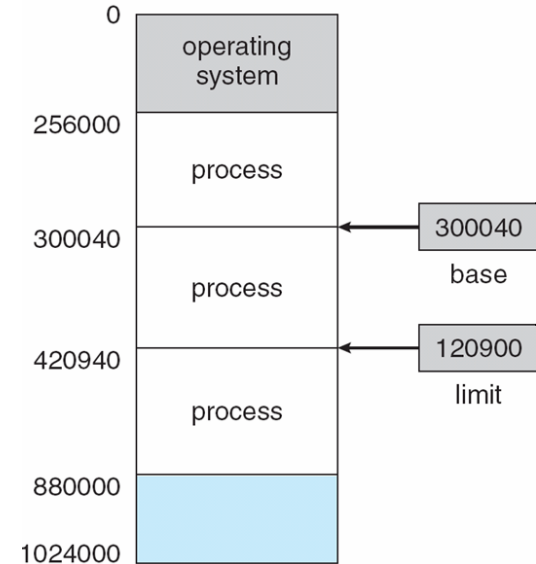 0
operating
system
256000
process
300040
300040
base
process
420940
120900
limit
process
880000
1024000